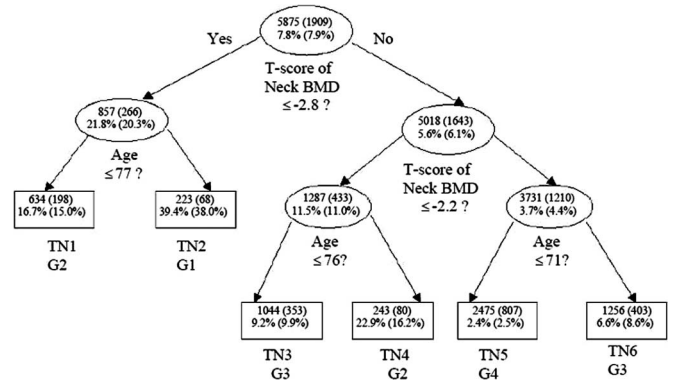 5875 (1909)
7.8% (7.9%)
Yes
No
T-score of
Neck BMD
≤-2.8 ?
857 (266)
21.8% (20.3%)
5018 (1643)
5.6% (6.1%)
Age
≤77 ?
T-score of
Neck BMD
≤-2.2 ?
634 (198)
16.7% (15.0%)
223 (68)
39.4% (38.0%)
1287 (433)
11.5% (11.0%)
3731 (1210)
3.7% (4.4%)
TN1
G2
TN2
G1
Age
≤76?
Age
≤71?
1044 (353)
9.2% (9.9%)
243 (80)
22.9% (16.2%)
2475 (807)
2.4% (2.5%)
1256 (403)
6.6% (8.6%)
TN3
G3
TN4
G2
TN5
G4
TN6
G3